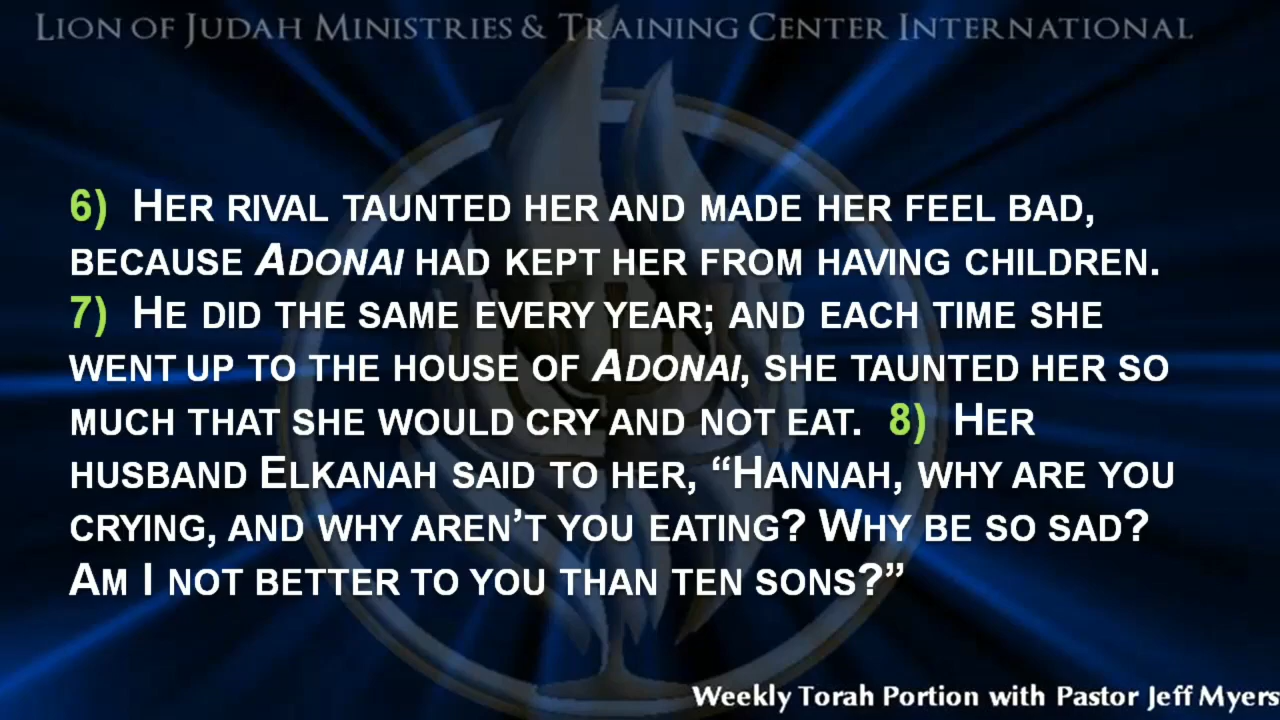 Lion of Judah Ministries & Training Center International
6) Her rival taunted her and made her feel bad,
because Adonai had kept her from having children.
7) He did the same every year; and each time she
went up to the house of Adonai, she taunted her so
much that she would cry and not eat. 8) Her
husband Elkanah said to her, “Hannah, why are you
crying, and why aren’t you eating? Why be so sad?
Am I not better to you than ten sons?”
Weekly Torah Portion with Pastor Jeff Myers